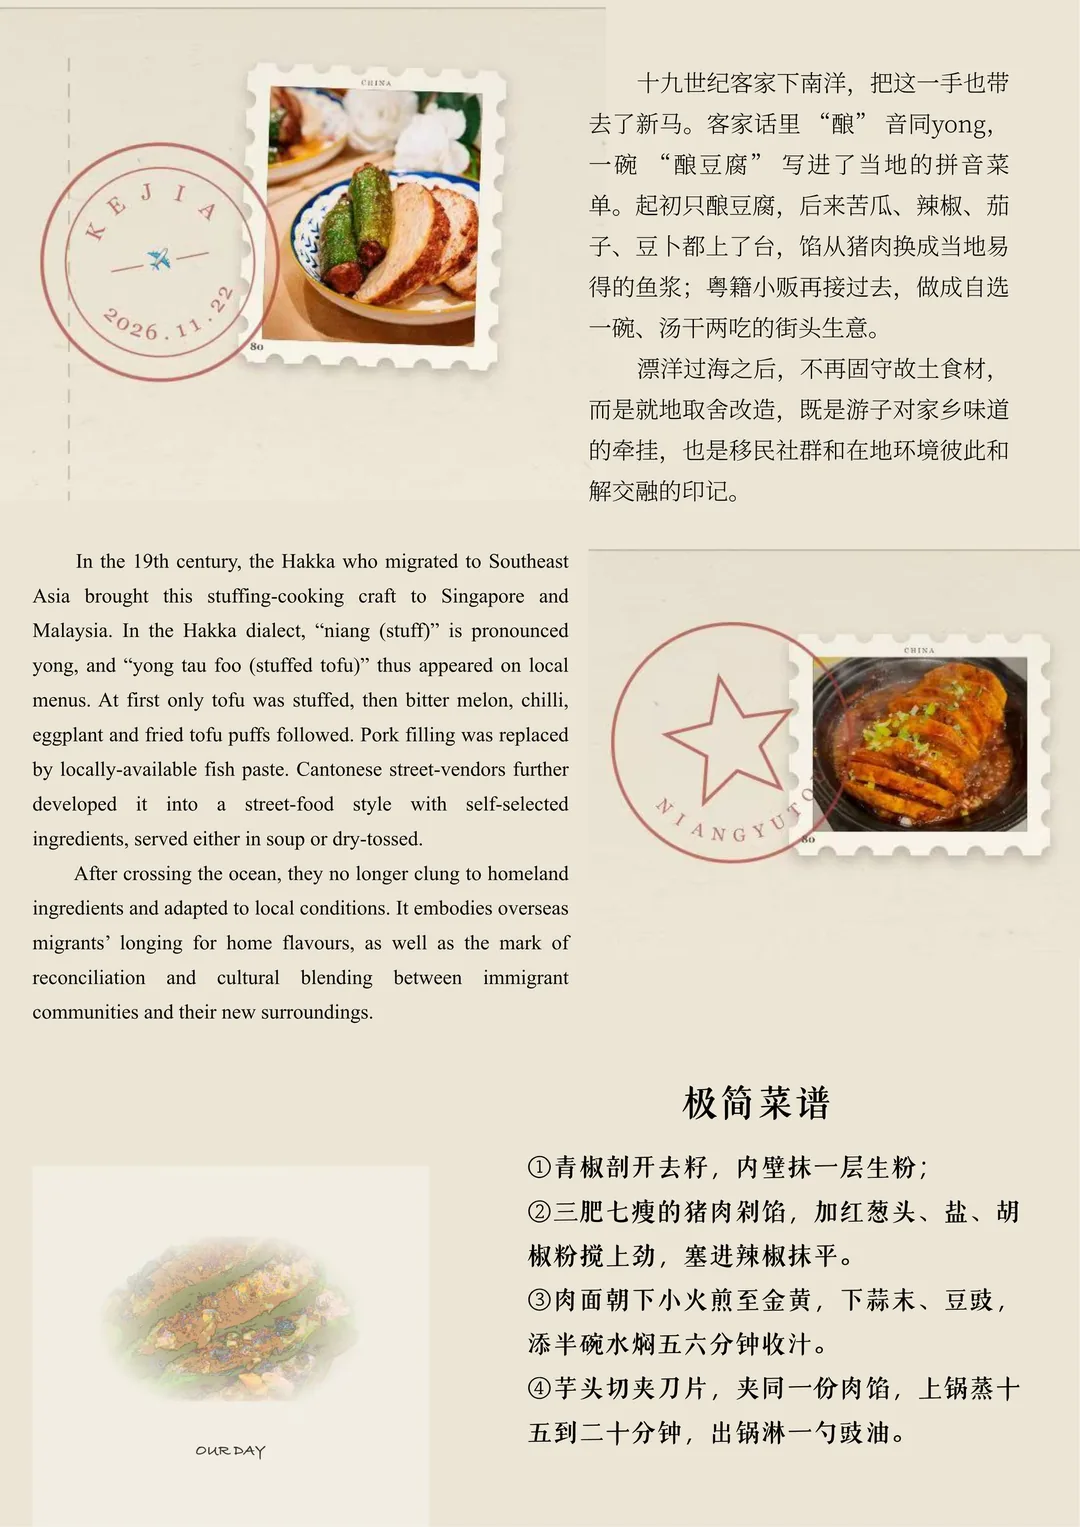 CHINA
KEJIA
2026.11.22
80
十九世纪客家下南洋，把这一手也带
去了新马。客家话里 “酿” 音同yong，
一碗 “酿豆腐” 写进了当地的拼音菜
单。起初只酿豆腐，后来苦瓜、辣椒、茄
子、豆卜都上了台，馅从猪肉换成当地易
得的鱼浆；粤籍小贩再接过去，做成自选
一碗、汤干两吃的街头生意。
漂洋过海之后，不再固守故土食材，
而是就地取舍改造，既是游子对家乡味道
的牵挂，也是移民社群和在地环境彼此和
解交融的印记。
In the 19th century, the Hakka who migrated to Southeast
Asia brought this stuffing-cooking craft to Singapore and
Malaysia. In the Hakka dialect, “niang (stuff)” is pronounced
yong, and “yong tau foo (stuffed tofu)” thus appeared on local
menus. At first only tofu was stuffed, then bitter melon, chilli,
eggplant and fried tofu puffs followed. Pork filling was replaced
by locally-available fish paste. Cantonese street-vendors further
developed it into a street-food style with self-selected
ingredients, served either in soup or dry-tossed.
After crossing the ocean, they no longer clung to homeland
ingredients and adapted to local conditions. It embodies overseas
migrants’ longing for home flavours, as well as the mark of
reconciliation and cultural blending between immigrant
communities and their new surroundings.
CHINA
NIANGYUTO
80
极简菜谱
①青椒剖开去籽，内壁抹一层生粉；
②三肥七瘦的猪肉剁馅，加红葱头、盐、胡
椒粉搅上劲，塞进辣椒抹平。
③肉面朝下小火煎至金黄，下蒜末、豆豉，
添半碗水焖五六分钟收汁。
④芋头切夹刀片，夹同一份肉馅，上锅蒸十
五到二十分钟，出锅淋一勺豉油。
OUR DAY